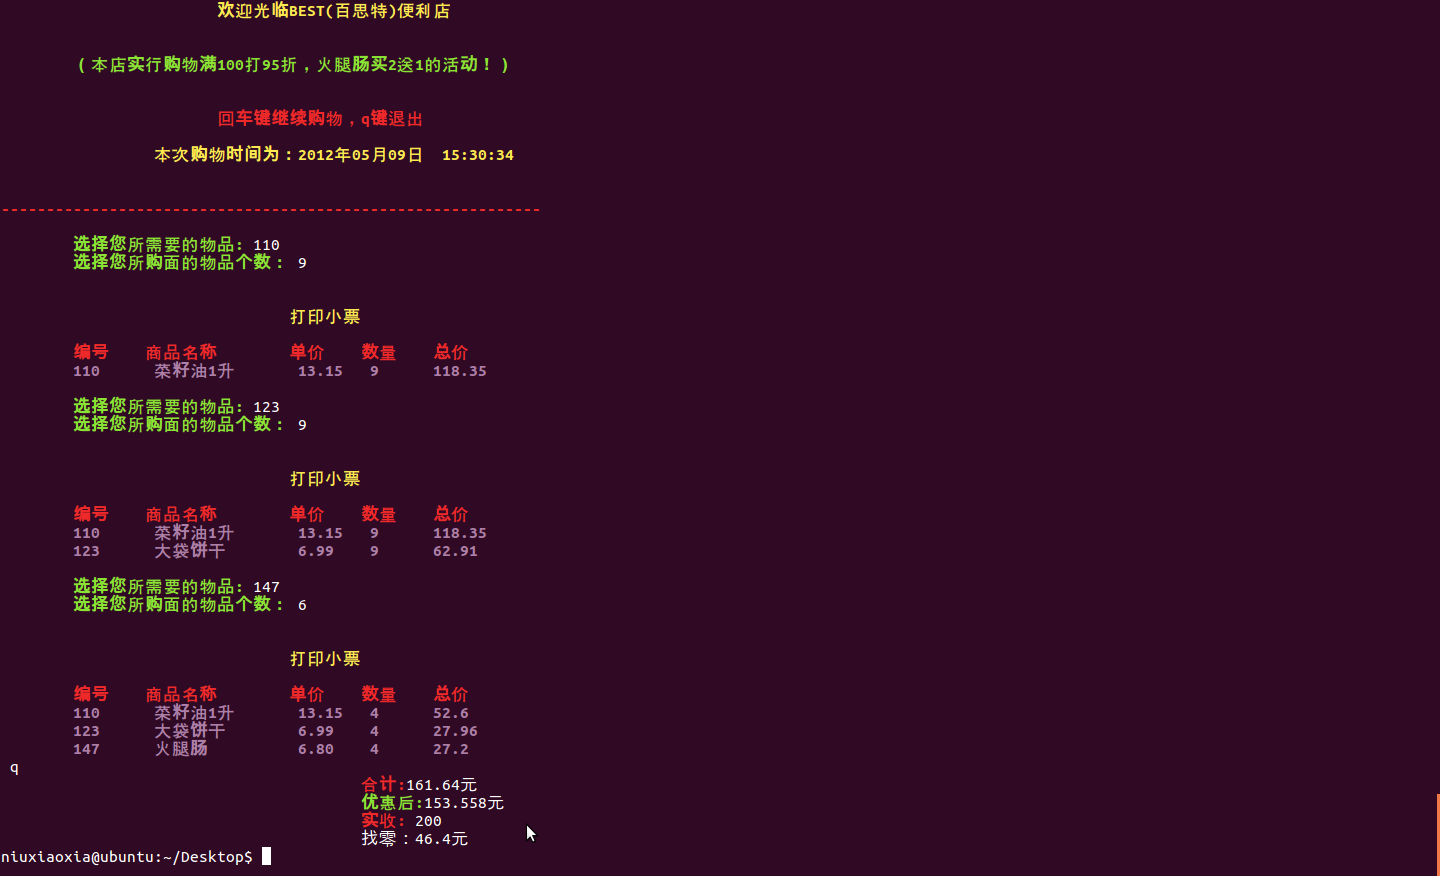 欢迎光临BEST(百思特)便利店
(本店实行购物满100打95折，火腿肠买2送1的活动！)
回车键继续购物，q键退出
本次购物时间为：2012年05月09日  15:30:34
------------------------------------------------------------
选择您所需要的物品: 110
选择您所购面的物品个数： 9
打印小票
编号 商品名称 单价 数量 总价
110 菜籽油1升 13.15 9 118.35
选择您所需要的物品: 123
选择您所购面的物品个数： 9
打印小票
编号 商品名称 单价 数量 总价
110 菜籽油1升 13.15 9 118.35
123 大袋饼干 6.99 9 62.91
选择您所需要的物品: 147
选择您所购面的物品个数： 6
打印小票
编号 商品名称 单价 数量 总价
110 菜籽油1升 13.15 4 52.6
123 大袋饼干 6.99 4 27.96
147 火腿肠 6.80 4 27.2
q
合计:161.64元
优惠后:153.558元
实收: 200
找零：46.4元
niuxiaoxia@ubuntu:~/Desktop$